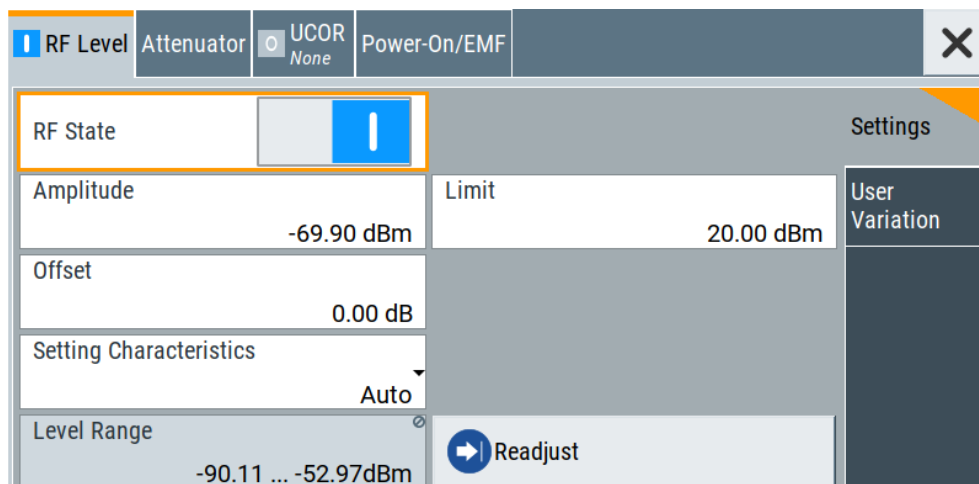 RF Level
Attenuator
UCOR
None
Power-On/EMF
RF State
Settings
Amplitude
-69.90 dBm
Limit
20.00 dBm
User
Variation
Offset
0.00 dB
Setting Characteristics
Auto
Level Range
-90.11 ... -52.97dBm
Readjust